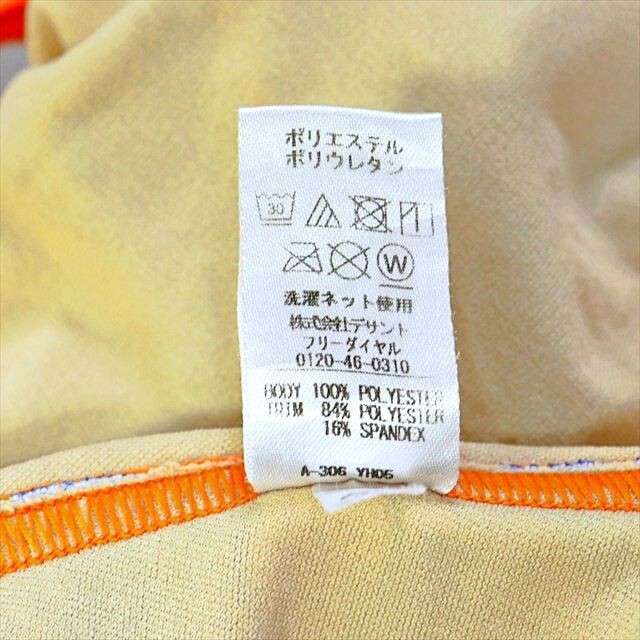 ポリエステル
ポリウレタン
30
W
洗濯ネット使用
株式会社デサント
フリーダイヤル
0120-46-0310
BODY 100% POLYESTER
TRIM 84% POLYESTER
16% SPANDEX
A-306 YH06